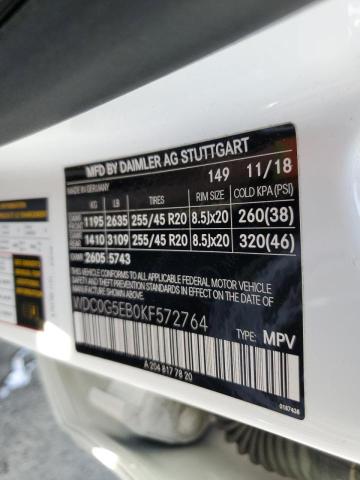 MFD BY DAIMLER AG STUTTGART
MADE IN GERMANY 149 11/18
KG LB TIRES RIM SIZE COLD KPA(PSI)
GAWR FRONT 1195 2635 255/45 R20 8.5Jx20 260(38)
GAWR REAR 1410 3109 255/45 R20 8.5Jx20 320(46)
GVWR 2605 5743
THIS VEHICLE CONFORMS TO ALL APPLICABLE FEDERAL MOTOR VEHICLE
SAFETY, BUMPER, AND THEFT PREVENTION STANDARDS IN EFFECT
ON THE DATE OF MANUFACTURE SHOWN ABOVE.
WDC0G5EB0KF572764
TYPE: MPV
A 204 817 78 20
0187438